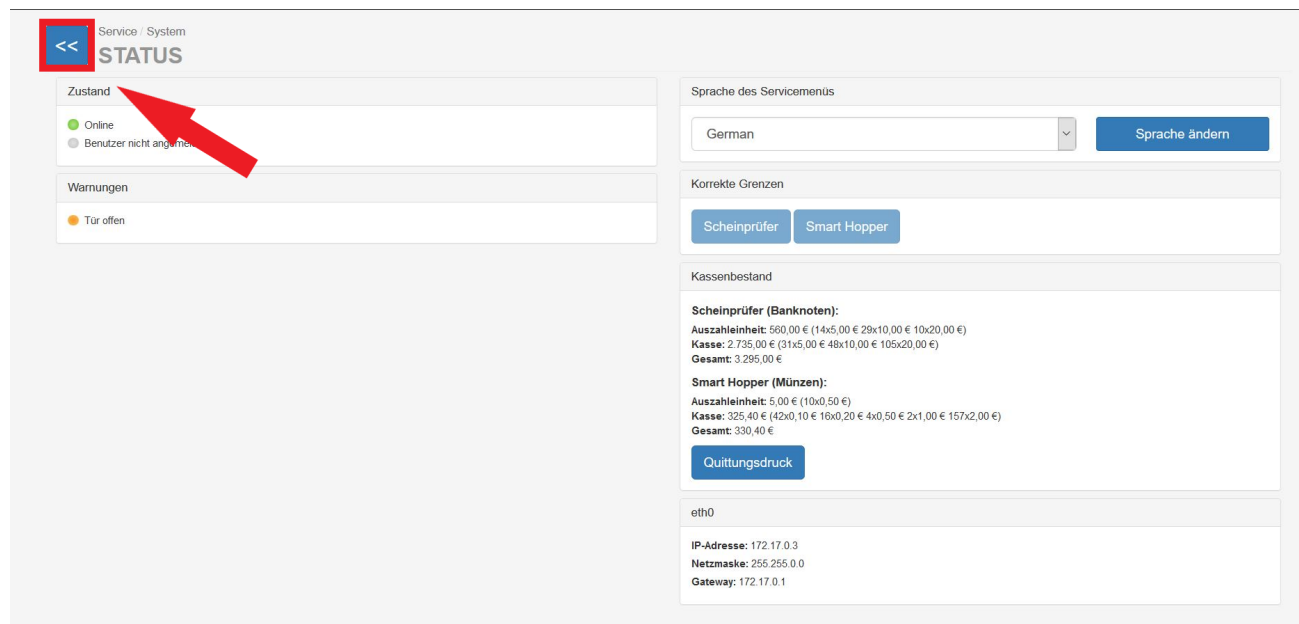 <<
Service / System
STATUS
Zustand
Online
Benutzer nicht
Warnungen
Tür offen
Sprache des Servicemenüs
German
Sprache ändern
Korrekte Grenzen
Scheinprüfer
Smart Hopper
Kassenbestand
Scheinprüfer (Banknoten):
Auszahleinheit: 560,00 € (14x5,00 € 29x10,00 € 10x20,00 €)
Kasse: 2.735,00 € (31x5,00 € 48x10,00 € 105x20,00 €)
Gesamt: 3.295,00 €
Smart Hopper (Münzen):
Auszahleinheit: 5,00 € (10x0,50 €)
Kasse: 325,40 € (42x0,10 € 16x0,20 € 4x0,50 € 2x1,00 € 157x2,00 €)
Gesamt: 330,40 €
Quittungsdruck
eth0
IP-Adresse: 172.17.0.3
Netzmaske: 255.255.0.0
Gateway: 172.17.0.1